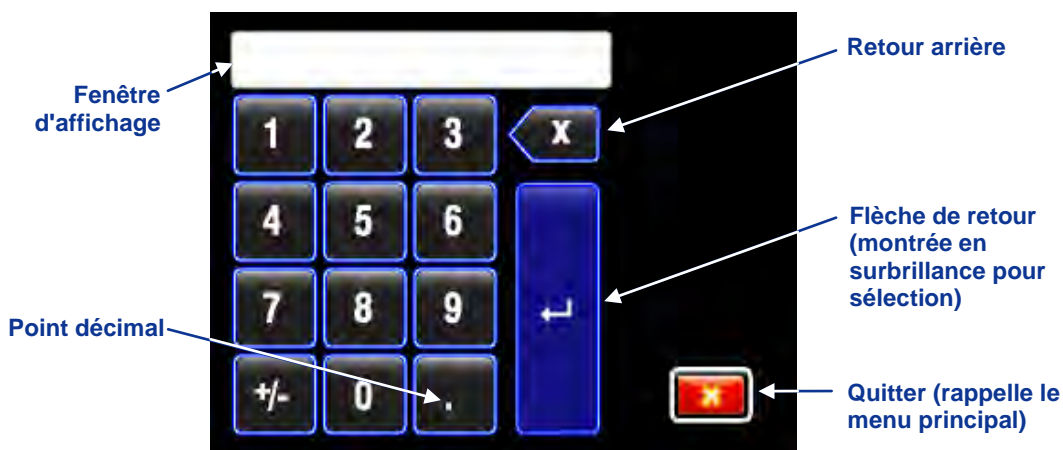 Retour arrière
Fenêtre
d'affichage
1 2 3 X
4 5 6
Flèche de retour
(montrée en
surbrillance pour
sélection)
7 8 9
Point décimal
+/- 0 .
x
Quitter (rappelle le
menu principal)